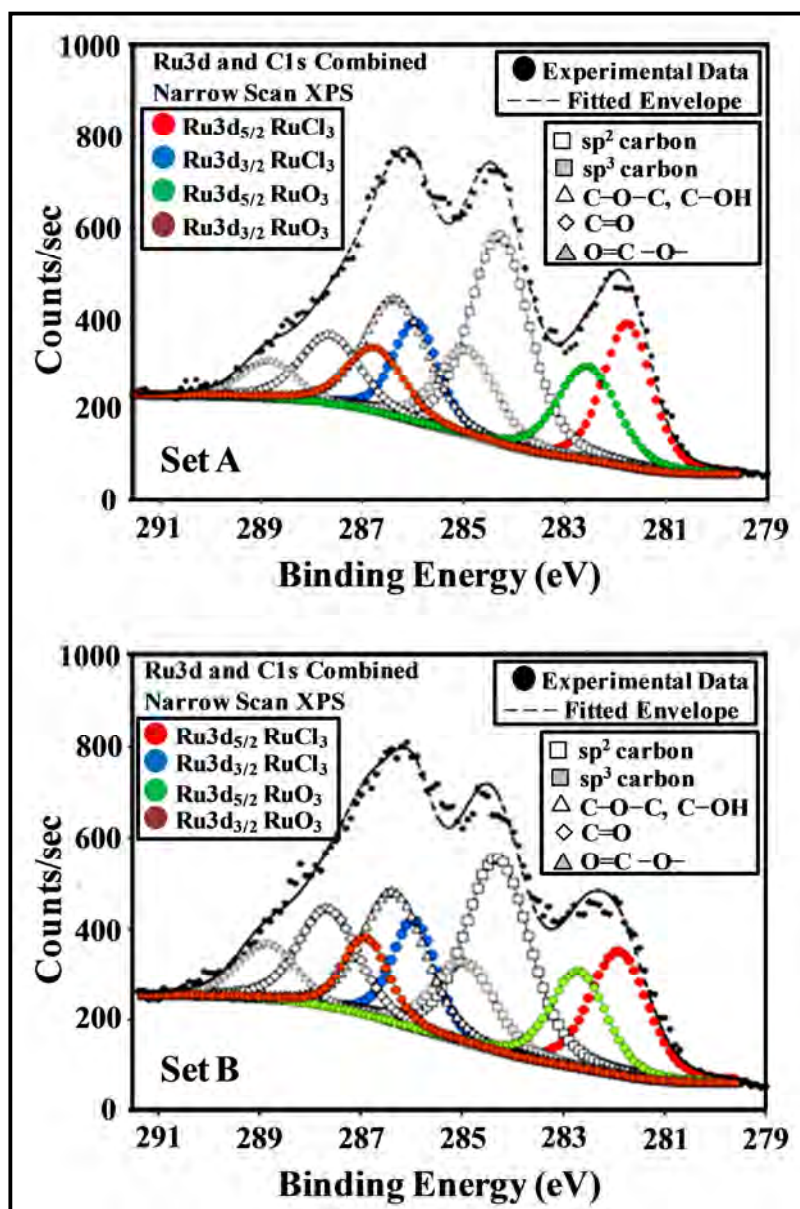 1000
Ru3d and C1s Combined
Narrow Scan XPS
Ru3d5/2 RuCl3
Ru3d3/2 RuCl3
Ru3d5/2 RuO3
Ru3d3/2 RuO3
Experimental Data
Fitted Envelope
sp2 carbon
sp3 carbon
C–O–C, C–OH
C=O
O=C –O–
800
600
400
200
0
Counts/sec
Set A
291 289 287 285 283 281 279
Binding Energy (eV)
1000
Ru3d and C1s Combined
Narrow Scan XPS
Ru3d5/2 RuCl3
Ru3d3/2 RuCl3
Ru3d5/2 RuO3
Ru3d3/2 RuO3
Experimental Data
Fitted Envelope
sp2 carbon
sp3 carbon
C–O–C, C–OH
C=O
O=C –O–
800
600
400
200
0
Counts/sec
Set B
291 289 287 285 283 281 279
Binding Energy (eV)